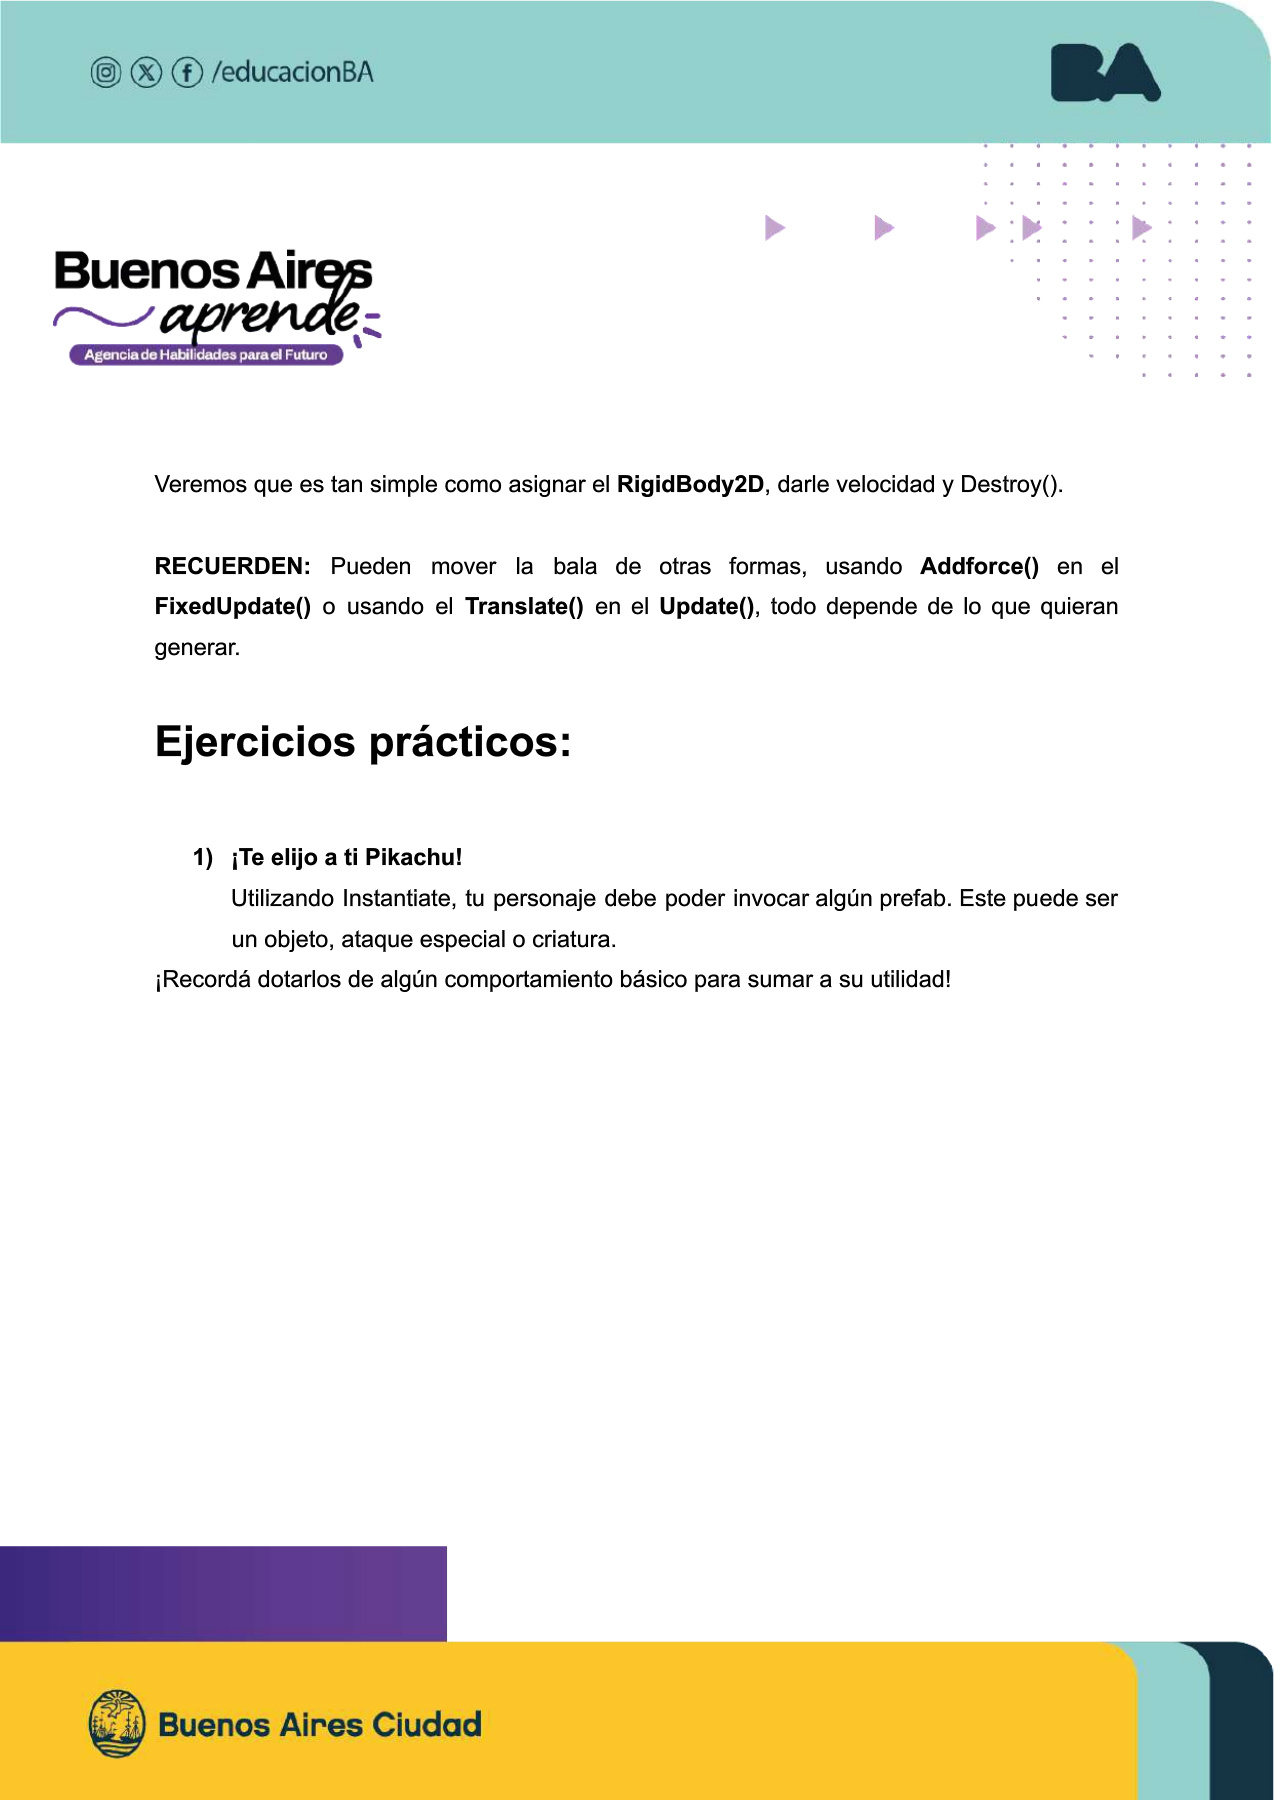 /educacionBA
BA
Buenos Aires
aprende
Agencia de Habilidades para el Futuro
Veremos que es tan simple como asignar el RigidBody2D, darle velocidad y Destroy().
RECUERDEN: Pueden mover la bala de otras formas, usando Addforce() en el
FixedUpdate() o usando el Translate() en el Update(), todo depende de lo que quieran
generar.
Ejercicios prácticos:
1) ¡Te elijo a ti Pikachu!
Utilizando Instantiate, tu personaje debe poder invocar algún prefab. Este puede ser
un objeto, ataque especial o criatura.
¡Recordá dotarlos de algún comportamiento básico para sumar a su utilidad!
Buenos Aires Ciudad